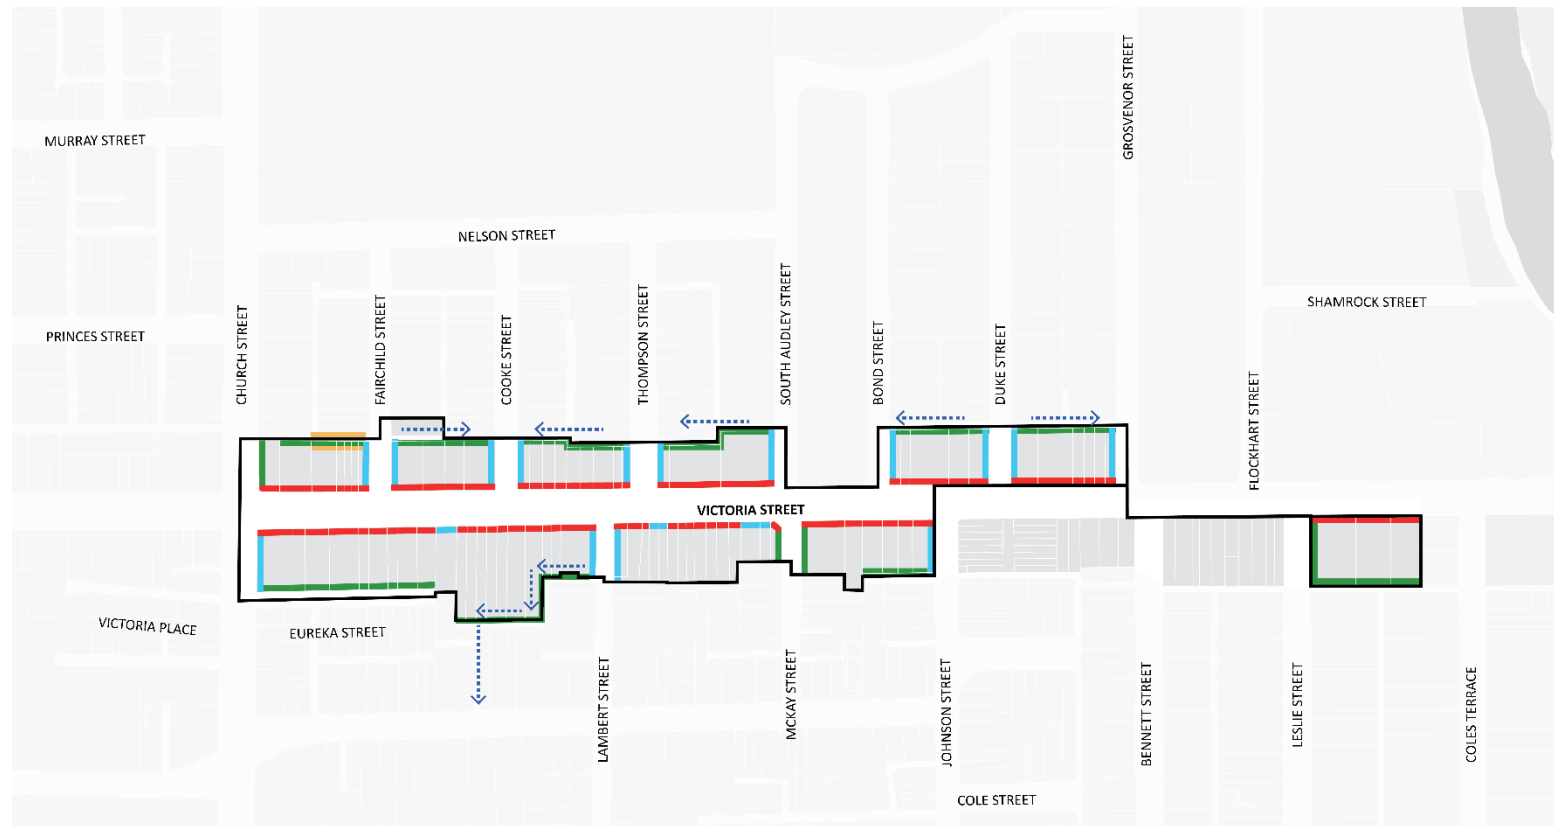 GROSVENOR STREET
MURRAY STREET
NELSON STREET
SHAMROCK STREET
PRINCES STREET
CHURCH STREET
FAIRCHILD STREET
COOKE STREET
THOMPSON STREET
SOUTH AUDLEY STREET
BOND STREET
DUKE STREET
FLOCKHART STREET
VICTORIA STREET
VICTORIA PLACE
EUREKA STREET
LAMBERT STREET
MCKAY STREET
JOHNSON STREET
BENNETT STREET
LESLIE STREET
COLES TERRACE
COLE STREET